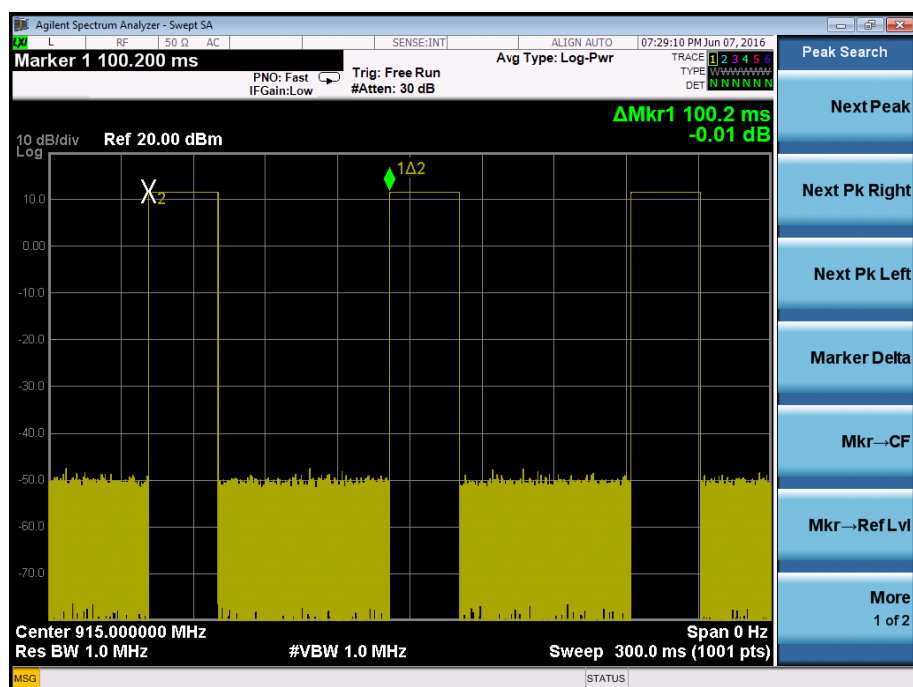 Agilent Spectrum Analyzer - Swept SA
LXI L RF 50 Ω AC SENSE:INT ALIGN AUTO 07:29:10 PM Jun 07, 2016
Marker 1 100.200 ms
PNO: Fast Trig: Free Run Avg Type: Log-Pwr TRACE 1 2 3 4 5 6
IFGain:Low #Atten: 30 dB TYPE WWWWWW
DET N N N N N N
Peak Search
Next Peak
Next Pk Right
Next Pk Left
Marker Delta
Mkr→CF
Mkr→Ref Lvl
More
1 of 2
ΔMkr1 100.2 ms
-0.01 dB
10 dB/div Ref 20.00 dBm
Log
1Δ2
X2
10.0
0.00
-10.0
-20.0
-30.0
-40.0
-50.0
-60.0
-70.0
Center 915.000000 MHz Span 0 Hz
Res BW 1.0 MHz #VBW 1.0 MHz Sweep 300.0 ms (1001 pts)
MSG STATUS